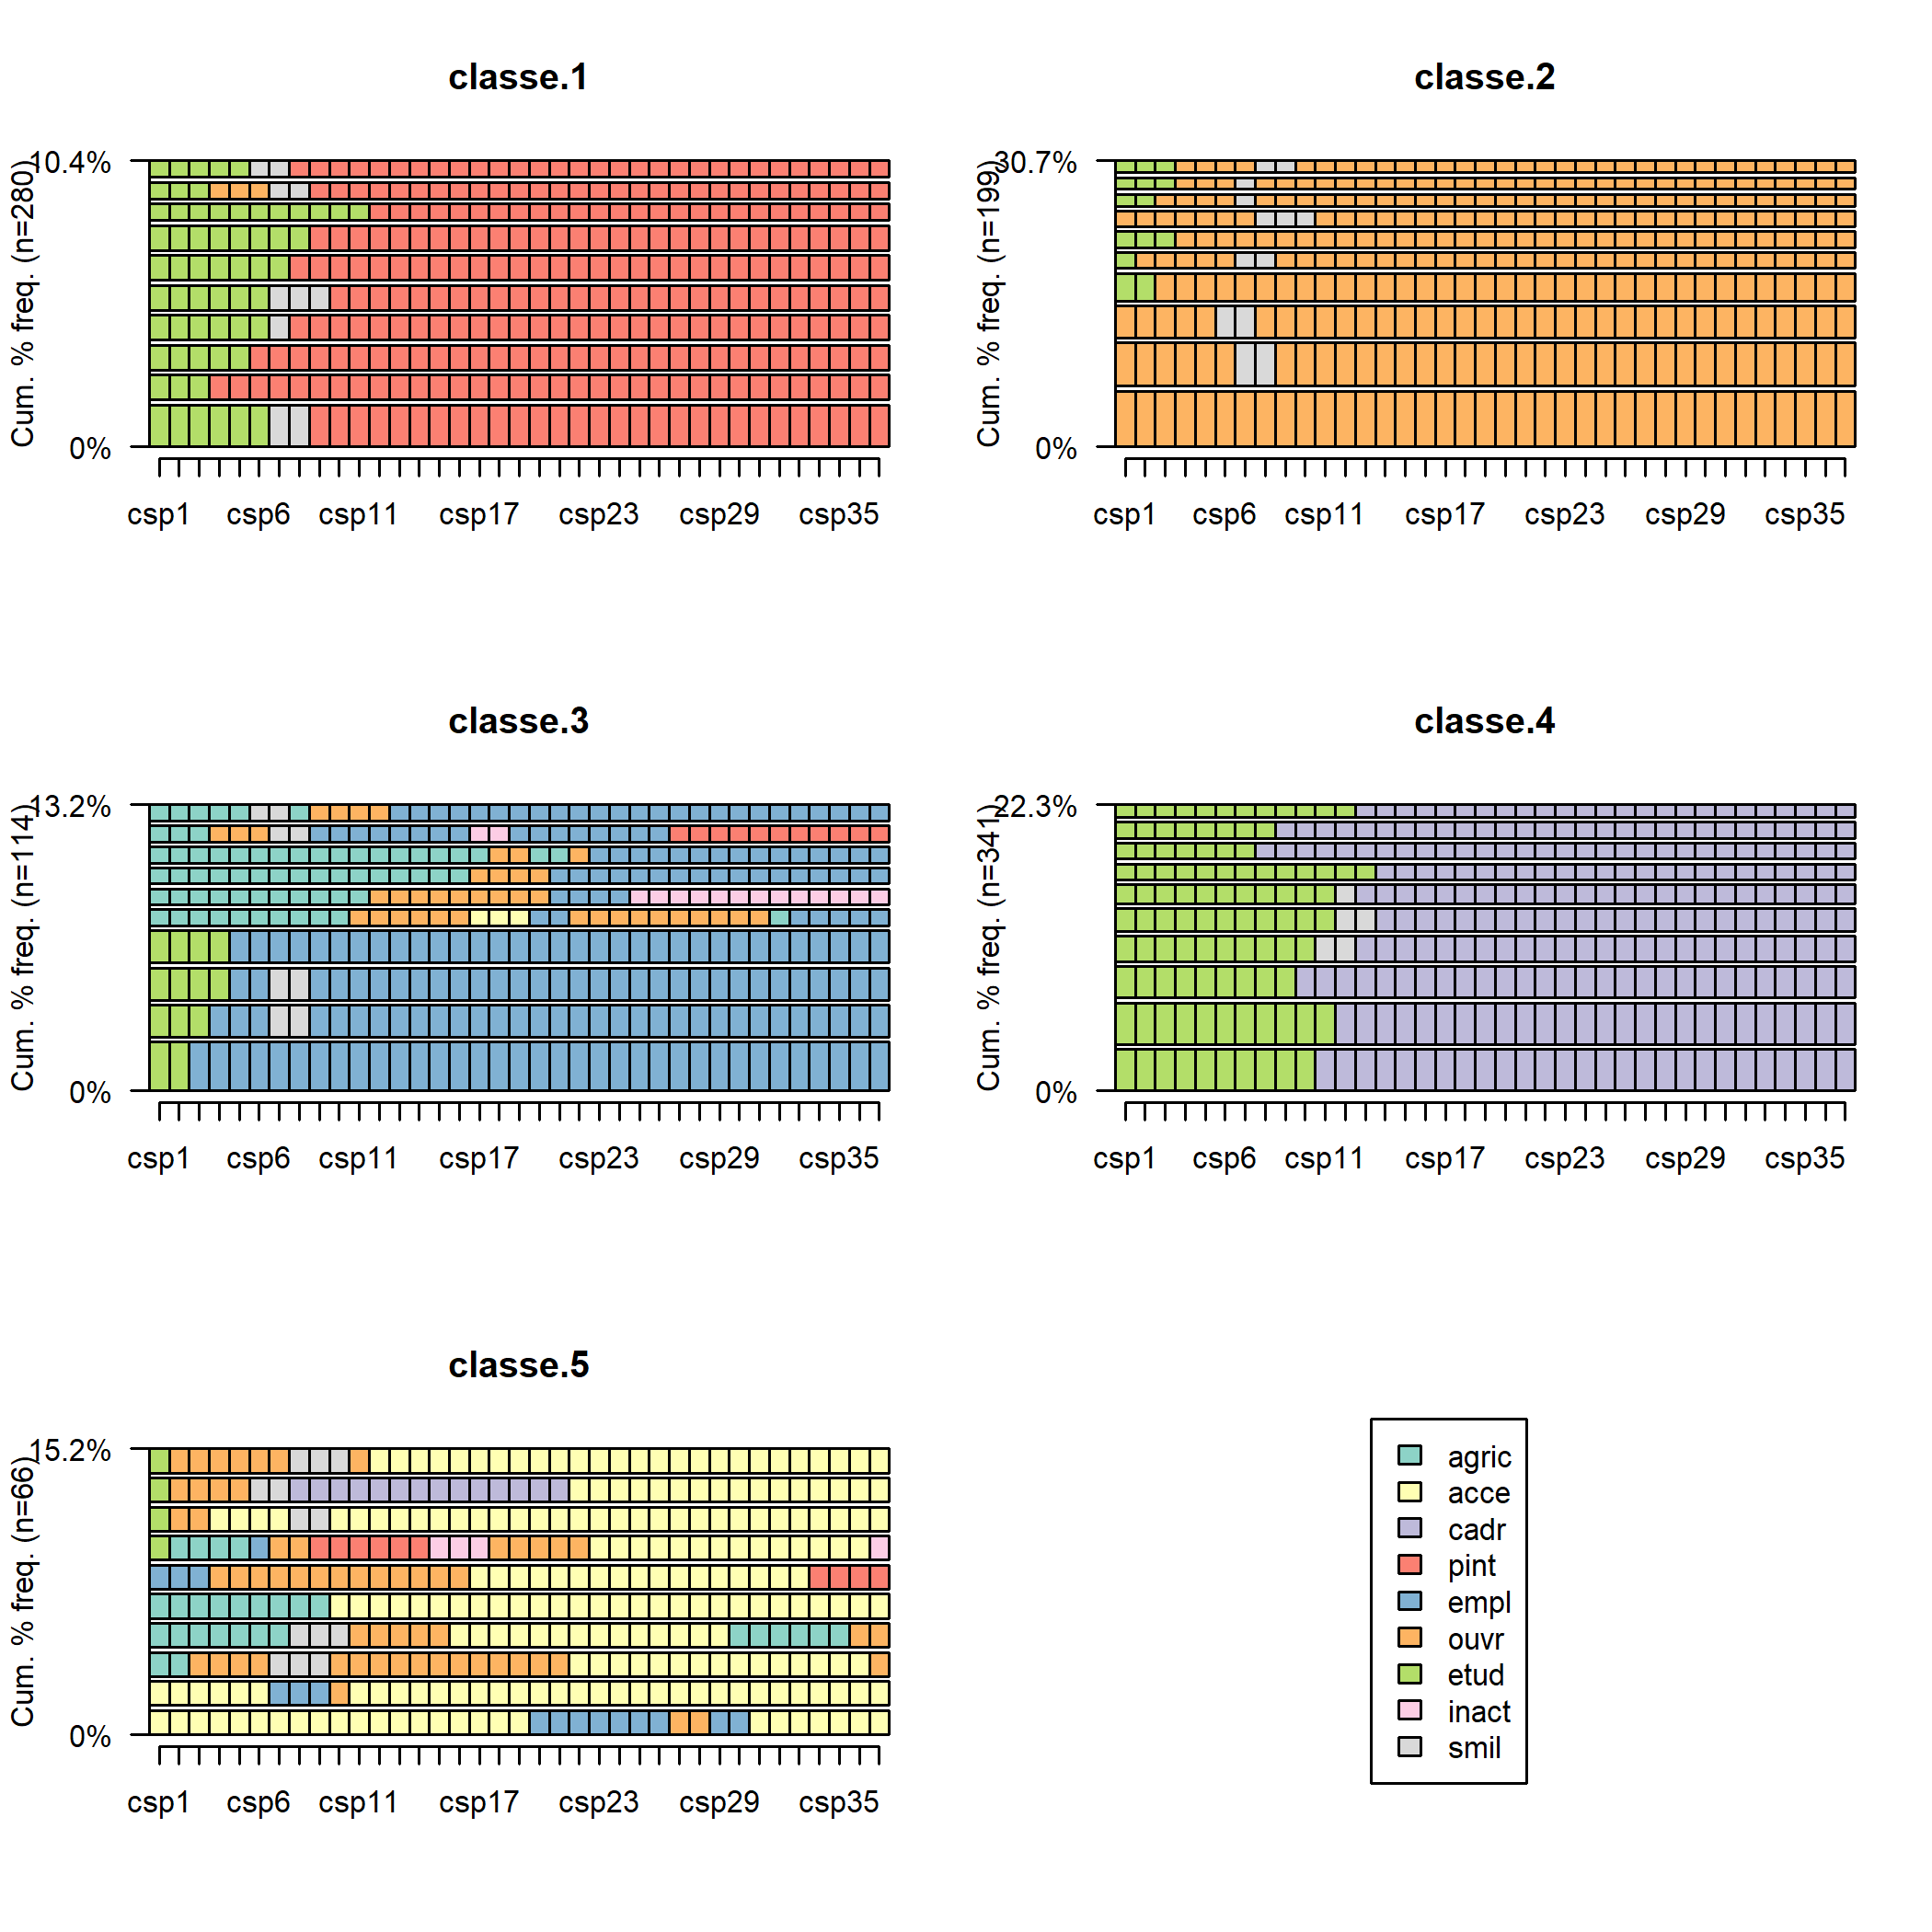 classe.1
10.4%
Cum. % freq. (n=280)
0%
csp1 csp6 csp11 csp17 csp23 csp29 csp35
classe.2
30.7%
Cum. % freq. (n=199)
0%
csp1 csp6 csp11 csp17 csp23 csp29 csp35
classe.3
13.2%
Cum. % freq. (n=114)
0%
csp1 csp6 csp11 csp17 csp23 csp29 csp35
classe.4
22.3%
Cum. % freq. (n=341)
0%
csp1 csp6 csp11 csp17 csp23 csp29 csp35
classe.5
15.2%
Cum. % freq. (n=66)
0%
csp1 csp6 csp11 csp17 csp23 csp29 csp35
agric
acce
cadr
pint
empl
ouvr
etud
inact
smil